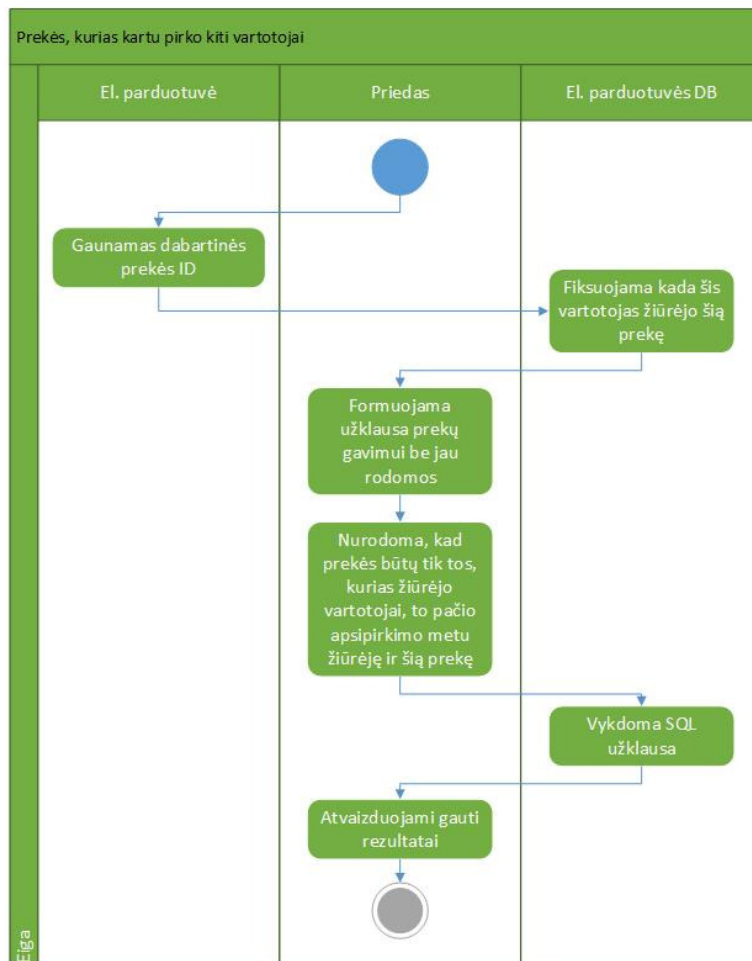 Prekės, kurias kartu pirko kiti vartotojai
El. parduotuvė
Priedas
El. parduotuvės DB
Gaunamas dabartinės
prekės ID
Fiksuojama kada šis
vartotojas žiūrėjo šią
prekę
Formuojama
užklausa prekų
gavimui be jau
rodomos
Nurodoma, kad
prekės būtų tik tos,
kurias žiūrėjo
vartotojai, to pačio
apsipirkimo metu
žiūrėję ir šią prekę
Vykdoma SQL
užklausa
Atvaizduojami gauti
rezultatai
Eiga